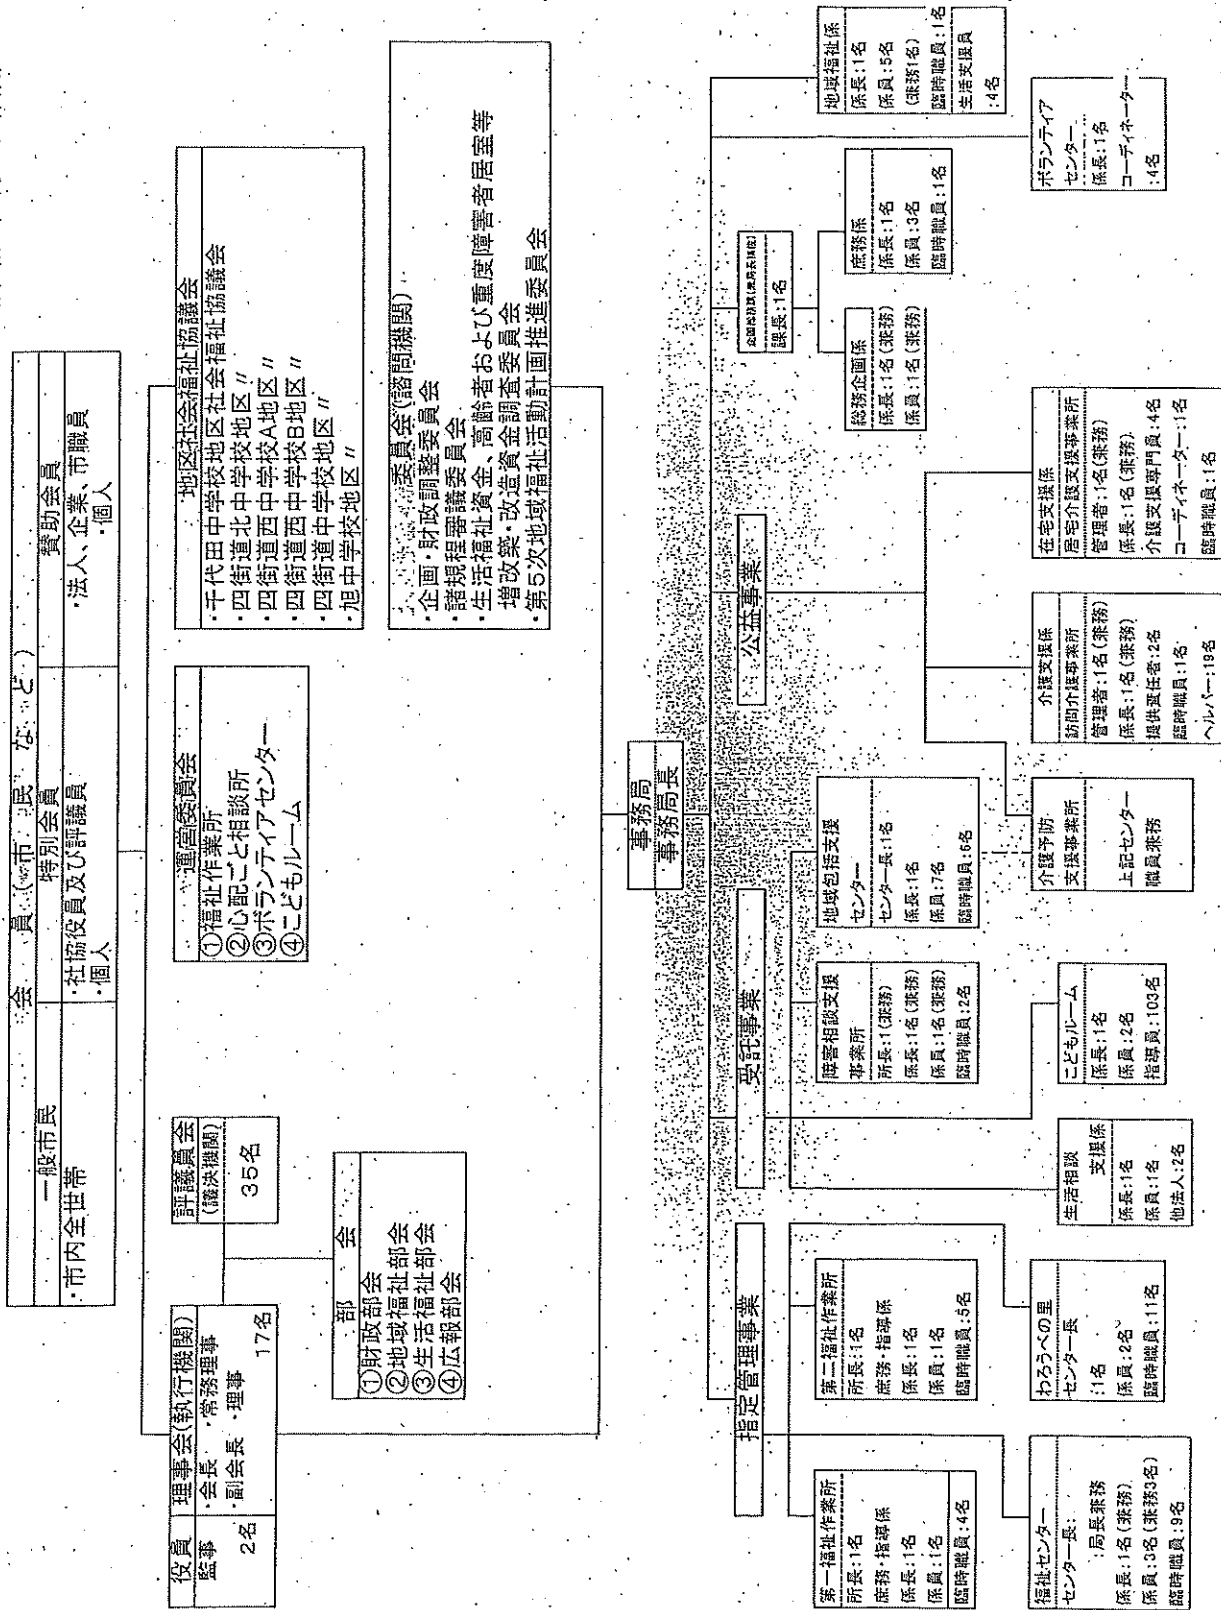 会員(市民など)
一般市民
・市内全世帯
特別会員
・社協役員及び評議員
・個人
賛助会員
・法人、企業、市職員
・個人
役員
監事
2名
理事会(執行機関)
・会長 ・常務理事
・副会長 ・理事
17名
評議員会
(議決機関)
35名
部会
①財政部会
②地域福祉部会
③生活福祉部会
④広報部会
運営委員会
①福祉作業所
②心配ごと相談所
③ボランティアセンター
④こどもルーム
地区社会福祉協議会
・千代田中学校地区社会福祉協議会
・四街道北中学校地区〃
・四街道西中学校A地区〃
・四街道西中学校B地区〃
・四街道中学校地区〃
・旭中学校地区〃
委員会(諮問機関)
・企画・財政調整委員会
・諸規程審議委員会
・生活福祉資金、高齢者および重度障害者居室等
増改築・改造資金調査委員会
・第5次地域福祉活動計画推進委員会
事務局
事務局長
指定管理事業
受託事業
公益事業
第一福祉作業所
所長:1名
庶務・指導係
係長:1名
係員:1名
臨時職員:4名
第二福祉作業所
所長:1名
庶務・指導係
係長:1名
係員:1名
臨時職員:5名
福祉センター
センター長:
:局長兼務
係長:1名(兼務)
係員:3名(兼務3名)
臨時職員:9名
わろうべの里
センター長
:1名
係員:2名
臨時職員:11名
障害相談支援
事業所
所長:1(兼務)
係長:1名(兼務)
係員:1名(兼務)
臨時職員:2名
地域包括支援
センター
センター長:1名
係長:1名
係員:7名
臨時職員:6名
生活相談
支援係
係長:1名
係員:1名
他法人:2名
こどもルーム
係長:1名
係員:2名
指導員:103名
介護予防
支援事業所
上記センター
職員兼務
介護支援係
訪問介護事業所
管理者:1名(兼務)
係長:1名(兼務)
提供責任者:2名
臨時職員:1名
ヘルパー:19名
在宅支援係
居宅介護支援事業所
管理者:1名(兼務)
係長:1名(兼務)
介護支援専門員:4名
コーディネーター:1名
臨時職員:1名
課長:1名
総務企画係
係長:1名(兼務)
係員:1名(兼務)
庶務係
係長:1名
係員:3名
臨時職員:1名
地域福祉係
係長:1名
係員:5名
(兼務1名)
臨時職員:1名
生活支援員
:4名
ボランティア
センター
係長:1名
コーディネーター
:4名